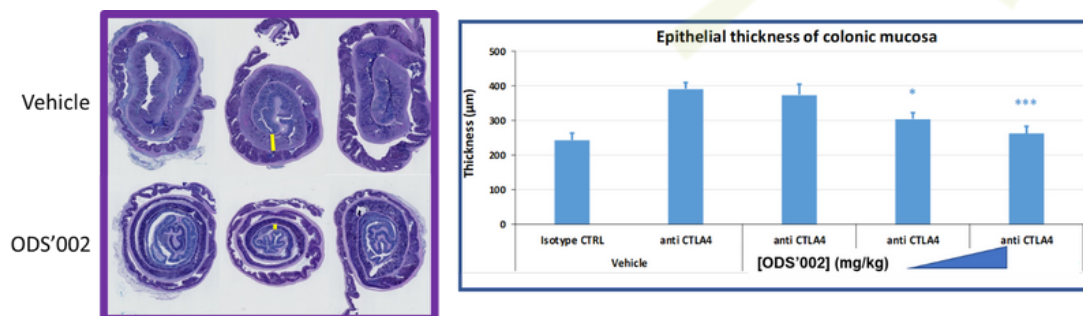 Vehicle
ODS'002
Epithelial thickness of colonic mucosa
Thickness (µm)
500
400
300
200
100
0
*
***
Isotype CTRL
anti CTLA4
anti CTLA4
anti CTLA4
anti CTLA4
Vehicle
[ODS'002] (mg/kg)